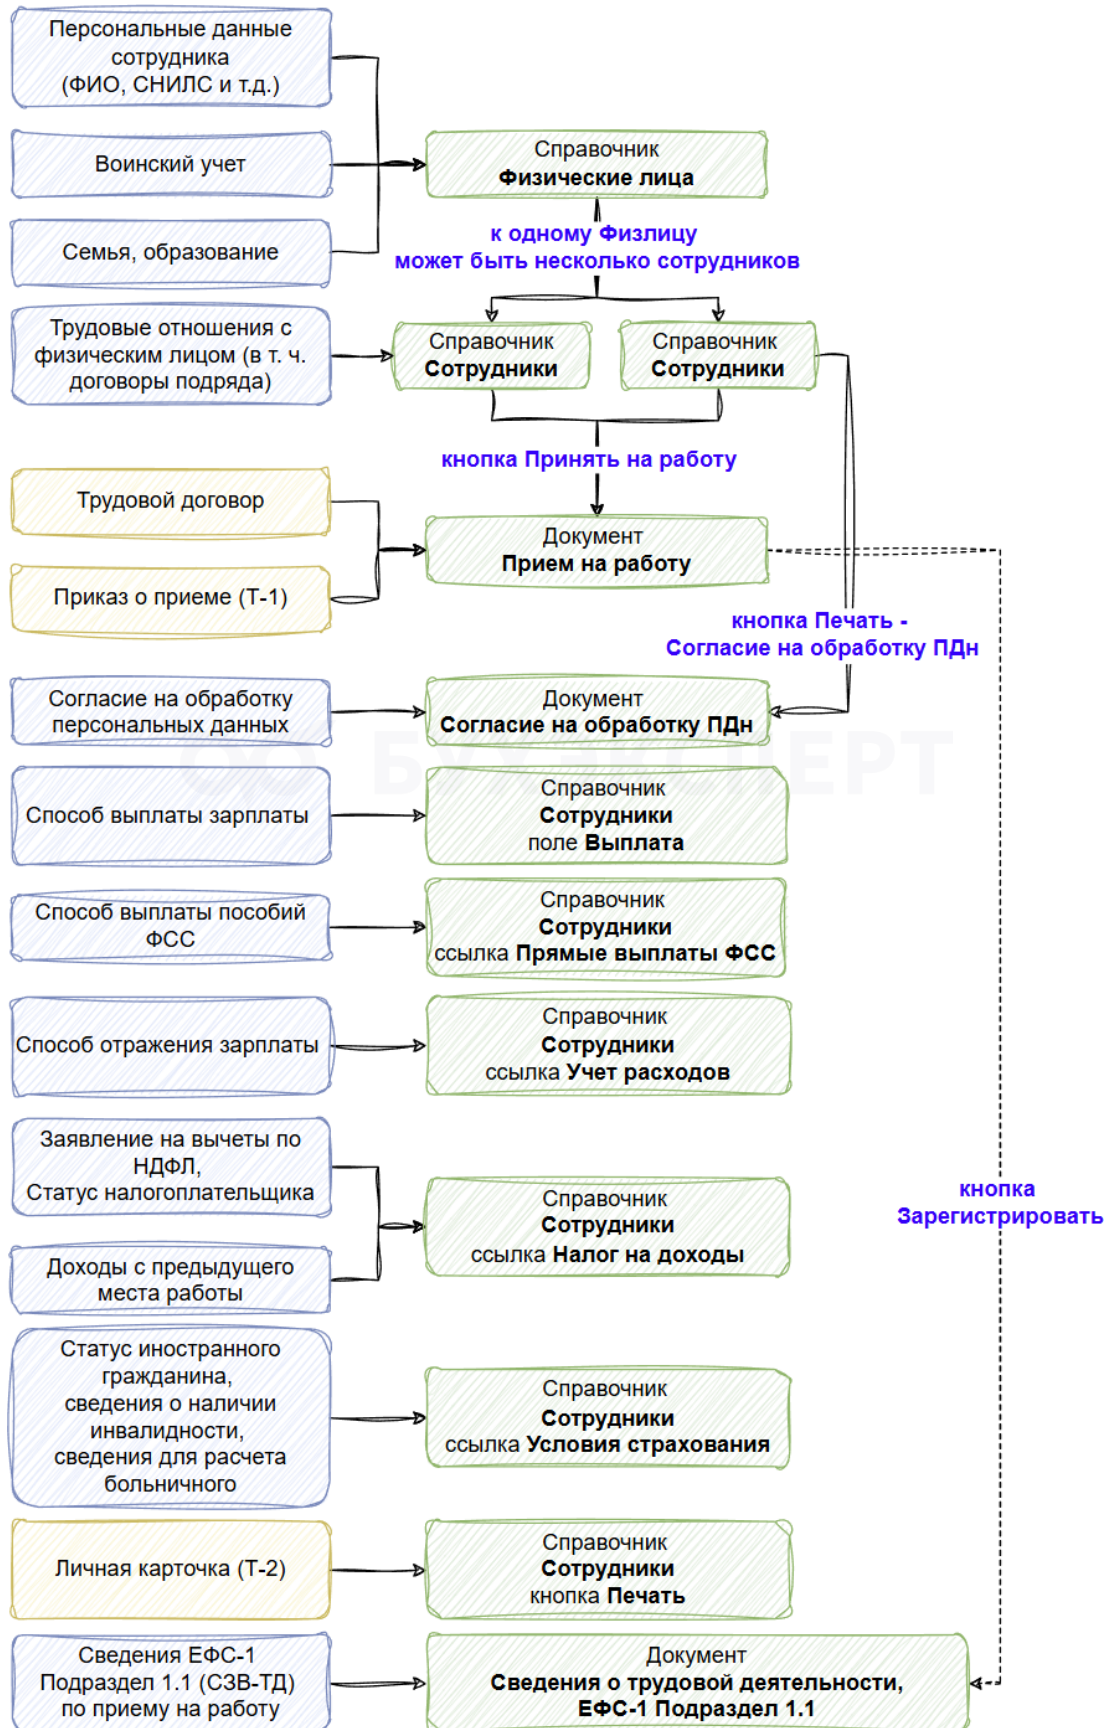 Персональные данные
сотрудника
(ФИО, СНИЛС и т.д.)
Воинский учет
Справочник
Физические лица
Семья, образование
к одному Физлицу
может быть несколько сотрудников
Трудовые отношения с
физическим лицом (в т. ч.
договоры подряда)
Справочник
Сотрудники
Справочник
Сотрудники
кнопка Принять на работу
Трудовой договор
Приказ о приеме (Т-1)
Документ
Прием на работу
кнопка Печать -
Согласие на обработку ПДн
Согласие на обработку
персональных данных
Документ
Согласие на обработку ПДн
БУХЭКСПЕРТ
Способ выплаты зарплаты
Справочник
Сотрудники
поле Выплата
Способ выплаты пособий
ФСС
Справочник
Сотрудники
ссылка Прямые выплаты ФСС
Способ отражения зарплаты
Справочник
Сотрудники
ссылка Учет расходов
Заявление на вычеты по
НДФЛ,
Статус налогоплательщика
Доходы с предыдущего
места работы
Справочник
Сотрудники
ссылка Налог на доходы
кнопка
Зарегистрировать
Статус иностранного
гражданина,
сведения о наличии
инвалидности,
сведения для расчета
больничного
Справочник
Сотрудники
ссылка Условия страхования
Личная карточка (Т-2)
Справочник
Сотрудники
кнопка Печать
Сведения ЕФС-1
Подраздел 1.1 (СЗВ-ТД)
по приему на работу
Документ
Сведения о трудовой деятельности,
ЕФС-1 Подраздел 1.1